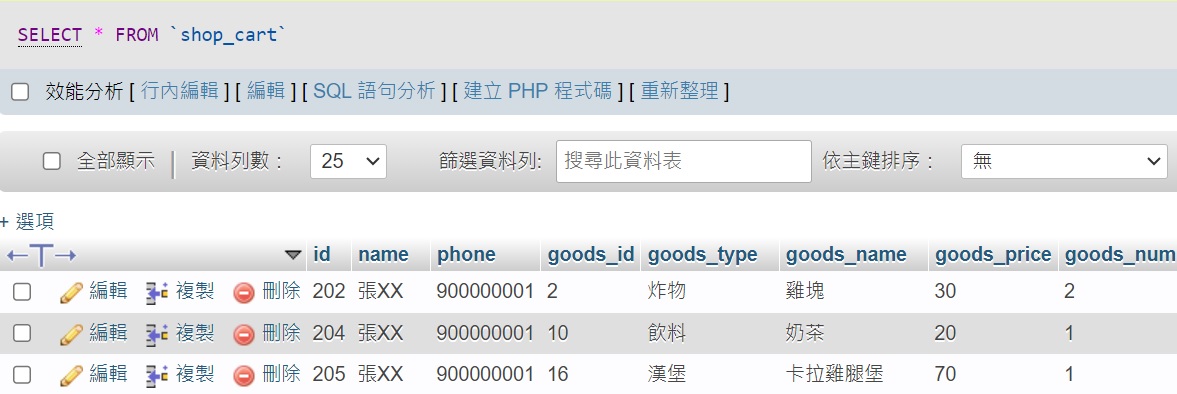 SELECT * FROM `shop_cart`
效能分析 [ 行內編輯 ] [ 編輯 ] [ SQL 語句分析 ] [ 建立 PHP 程式碼 ] [ 重新整理 ]
全部顯示 | 資料列數： 25 篩選資料列: 搜尋此資料表 依主鍵排序： 無
+ 選項
←T→ id name phone goods_id goods_type goods_name goods_price goods_num
編輯 複製 刪除 202 張XX 900000001 2 炸物 雞塊 30 2
編輯 複製 刪除 204 張XX 900000001 10 飲料 奶茶 20 1
編輯 複製 刪除 205 張XX 900000001 16 漢堡 卡拉雞腿堡 70 1